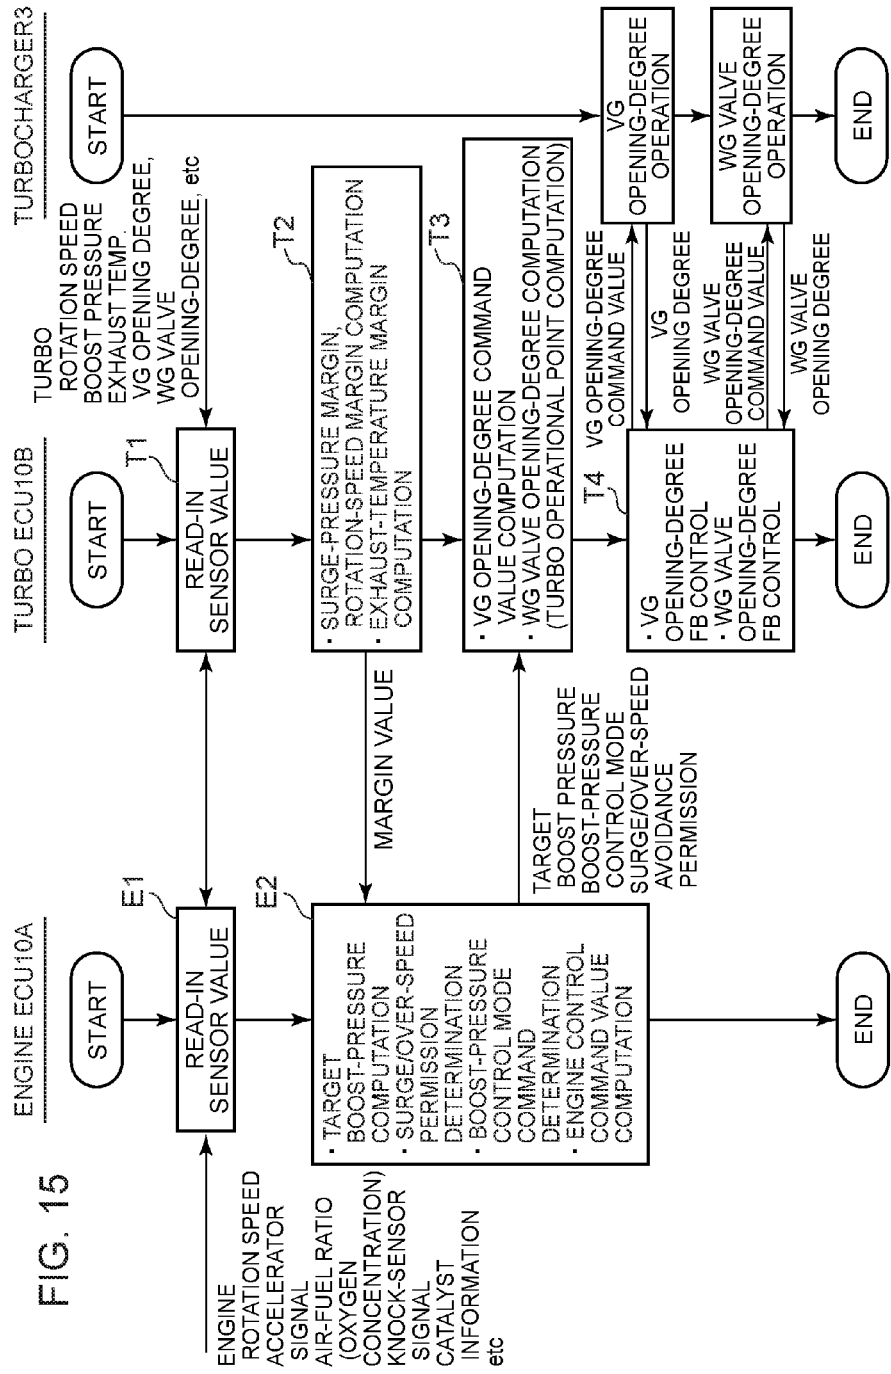 FIG. 15
ENGINE ECU10A
TURBO ECU10B
TURBOCHARGER3
START
START
START
ENGINE
ROTATION SPEED
ACCELERATOR
SIGNAL
AIR-FUEL RATIO
(OXYGEN
CONCENTRATION)
KNOCK-SENSOR
SIGNAL
CATALYST
INFORMATION
etc
E1
READ-IN
SENSOR VALUE
T1
READ-IN
SENSOR VALUE
TURBO
ROTATION SPEED
BOOST PRESSURE
EXHAUST TEMP.
VG OPENING DEGREE,
WG VALVE
OPENING-DEGREE, etc
E2
· TARGET
BOOST-PRESSURE
COMPUTATION
· SURGE/OVER-SPEED
PERMISSION
DETERMINATION
· BOOST-PRESSURE
CONTROL MODE
COMMAND
DETERMINATION
· ENGINE CONTROL
COMMAND VALUE
COMPUTATION
MARGIN VALUE
T2
· SURGE-PRESSURE MARGIN,
ROTATION-SPEED MARGIN COMPUTATION
· EXHAUST-TEMPERATURE MARGIN
COMPUTATION
TARGET
BOOST PRESSURE
BOOST-PRESSURE
CONTROL MODE
SURGE/OVER-SPEED
AVOIDANCE
PERMISSION
T3
· VG OPENING-DEGREE COMMAND
VALUE COMPUTATION
· WG VALVE OPENING-DEGREE COMPUTATION
(TURBO OPERATIONAL POINT COMPUTATION)
T4
· VG
OPENING-DEGREE
FB CONTROL
· WG VALVE
OPENING-DEGREE
FB CONTROL
VG OPENING-DEGREE
COMMAND VALUE
VG
OPENING DEGREE
WG VALVE
OPENING-DEGREE
COMMAND VALUE
WG VALVE
OPENING DEGREE
VG
OPENING-DEGREE
OPERATION
WG VALVE
OPENING-DEGREE
OPERATION
END
END
END